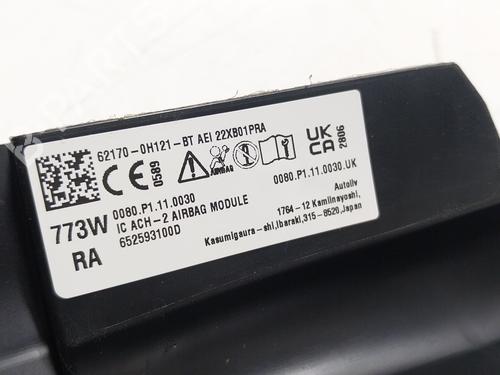 62170-0H121-BT AEI 22XB01PRA
CE 0589
AIRBAG
UK CA 2806
0080.P1.11.0030
0080.P1.11.0030.UK
773W
IC ACH-2 AIRBAG MODULE
RA
652593100D
Autoliv
1764-12 Kamiinayoshi,
Kasumigaura-shi,Ibaraki,315-8520,Japan